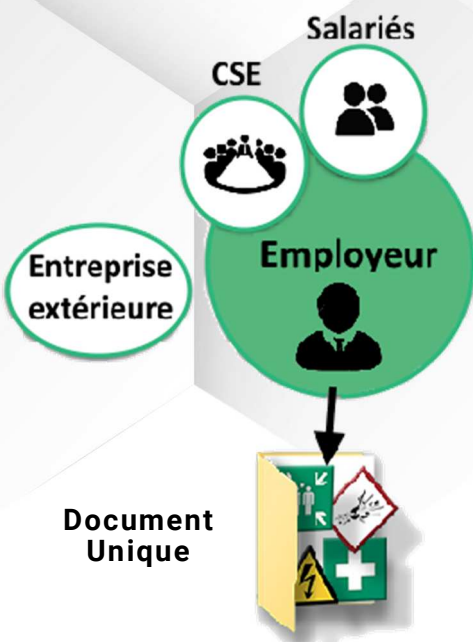 Salariés
CSE
Entreprise
extérieure
Employeur
Document
Unique